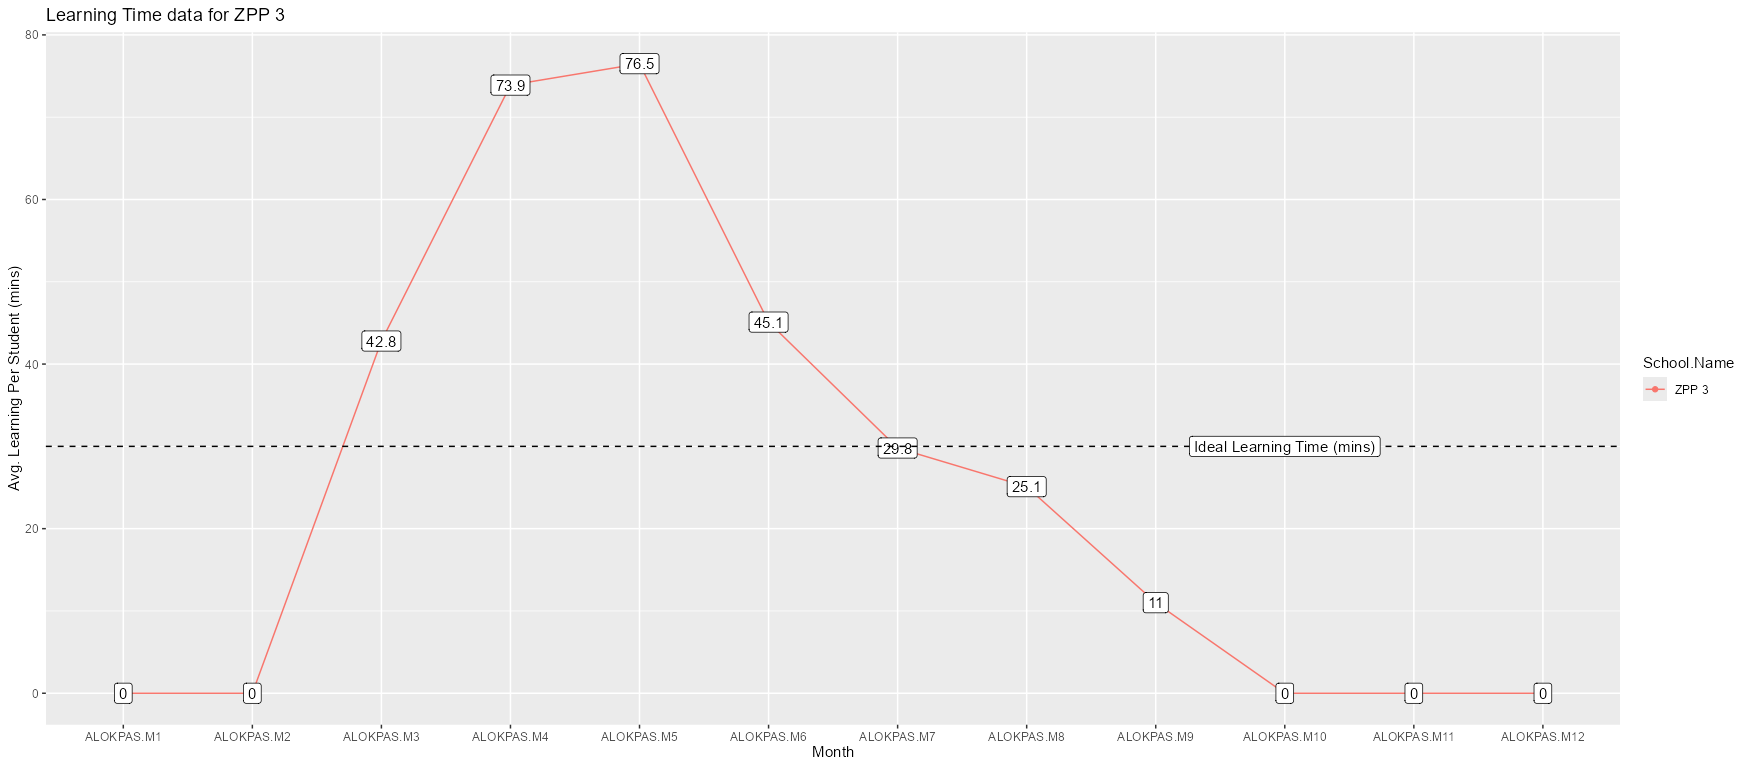 Learning Time data for ZPP 3
Avg. Learning Per Student (mins)
80
60
40
20
0
0
0
42.8
73.9
76.5
45.1
29.8
25.1
11
0
0
0
Ideal Learning Time (mins)
ALOKPAS.M1 ALOKPAS.M2 ALOKPAS.M3 ALOKPAS.M4 ALOKPAS.M5 ALOKPAS.M6 ALOKPAS.M7 ALOKPAS.M8 ALOKPAS.M9 ALOKPAS.M10 ALOKPAS.M11 ALOKPAS.M12
Month
School.Name
ZPP 3